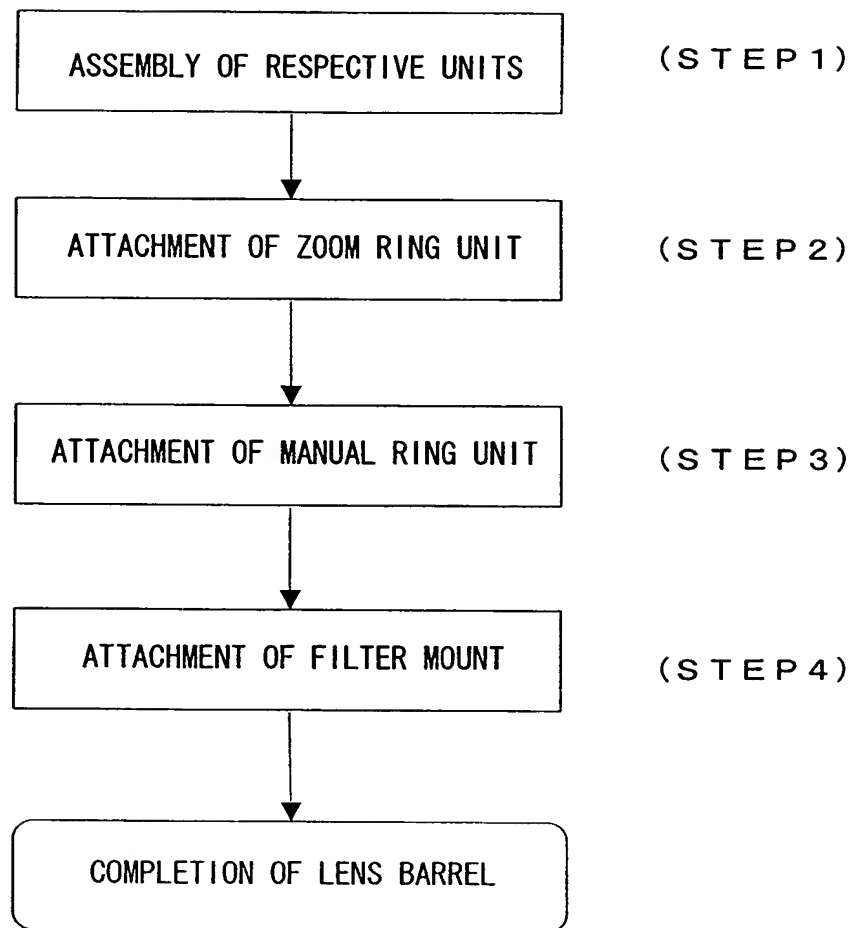 ASSEMBLY OF RESPECTIVE UNITS (STEP1)
ATTACHMENT OF ZOOM RING UNIT (STEP2)
ATTACHMENT OF MANUAL RING UNIT (STEP3)
ATTACHMENT OF FILTER MOUNT (STEP4)
COMPLETION OF LENS BARREL